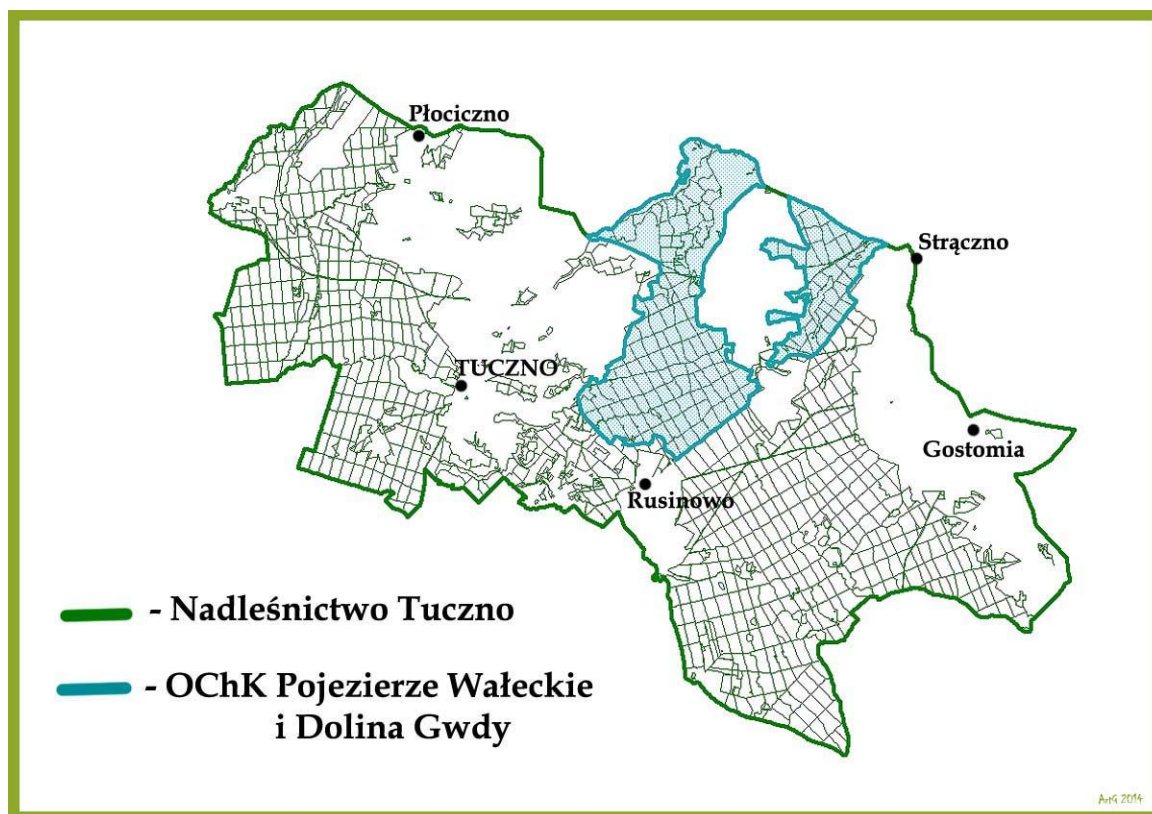 Płociczno
Strączno
TUCZNO
Gostomia
Rusinowo
- Nadleśnictwo Tuczno
- OChK Pojezierze Wałeckie
i Dolina Gwdy
ArtG 2014